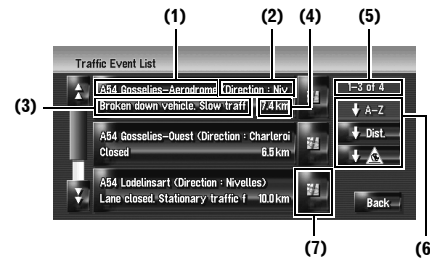 (1)
(2)
(4)
(5)
Traffic Event List
A54 Gosselies-Aerodrome (Direction : Niv
1-3 of 4
(3)
Broken down vehicle. Slow traff
7.4 km
A-Z
A54 Gosselies-Ouest (Direction : Charleroi
Dist.
Closed
6.5 km
A54 Lodelinsart (Direction : Nivelles)
Lane closed. Stationary traffic f
10.0 km
Back
(7)
(6)